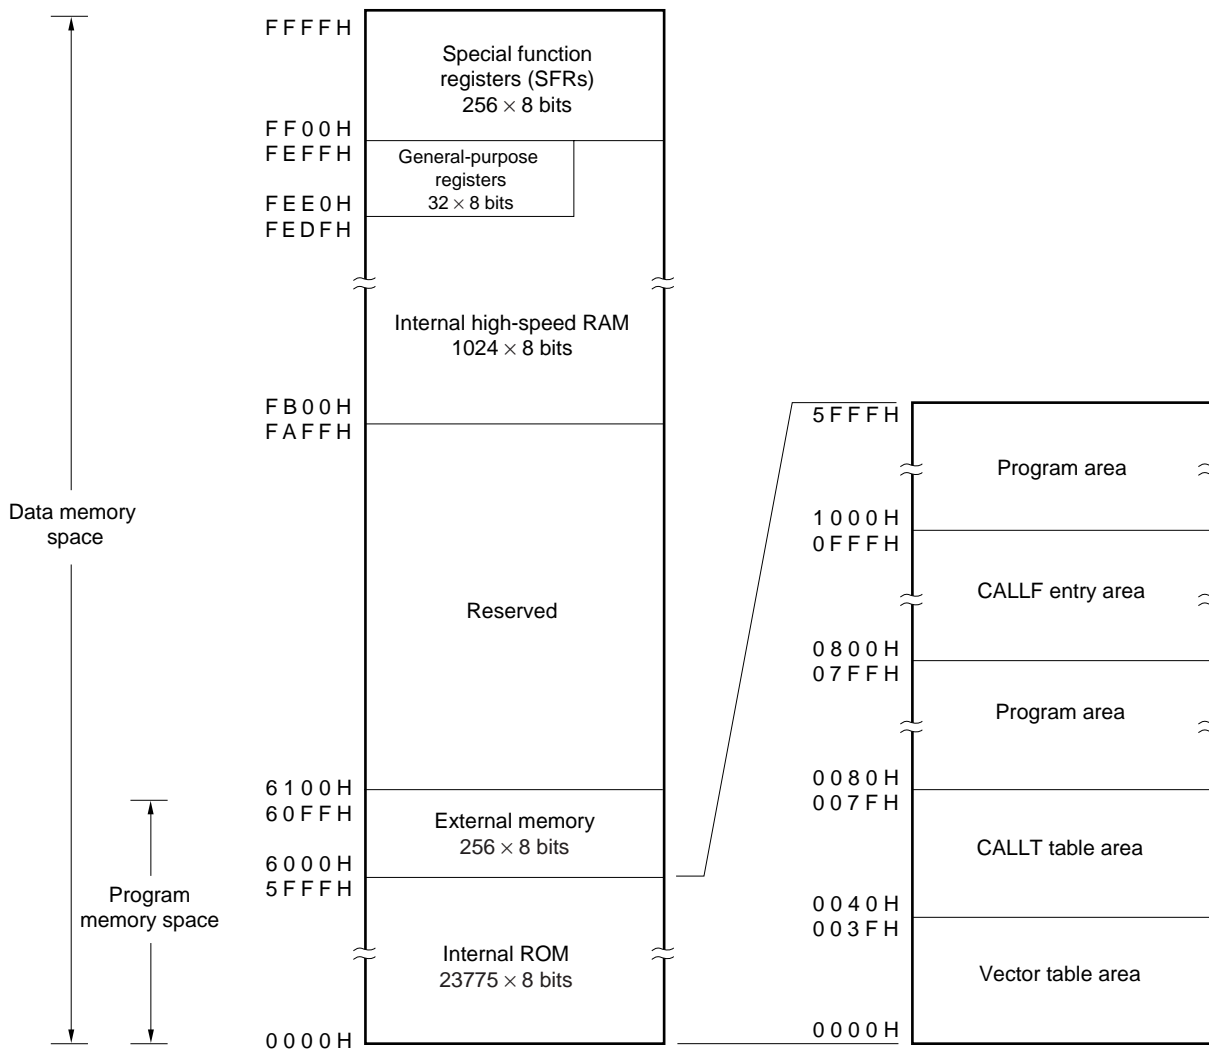 FFFFH
Special function
registers (SFRs)
256 × 8 bits
FF00H
FEFFH
General-purpose
registers
32 × 8 bits
FEE0H
FEDFH
Internal high-speed RAM
1024 × 8 bits
FB00H
FAFFH
Data memory
space
Reserved
6100H
60FFH
External memory
256 × 8 bits
6000H
5FFFH
Program
memory space
Internal ROM
23775 × 8 bits
0000H
5FFFH
Program area
1000H
0FFFH
CALLF entry area
0800H
07FFH
Program area
0080H
007FH
CALLT table area
0040H
003FH
Vector table area
0000H